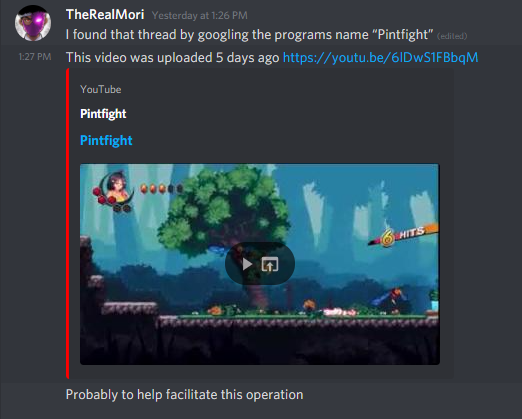 TheRealMori Yesterday at 1:26 PM
I found that thread by googling the programs name “Pintfight” (edited)
1:27 PM This video was uploaded 5 days ago https://youtu.be/6lDwS1FBbqM
YouTube
Pintfight
Pintfight
6 HITS
Probably to help facilitate this operation